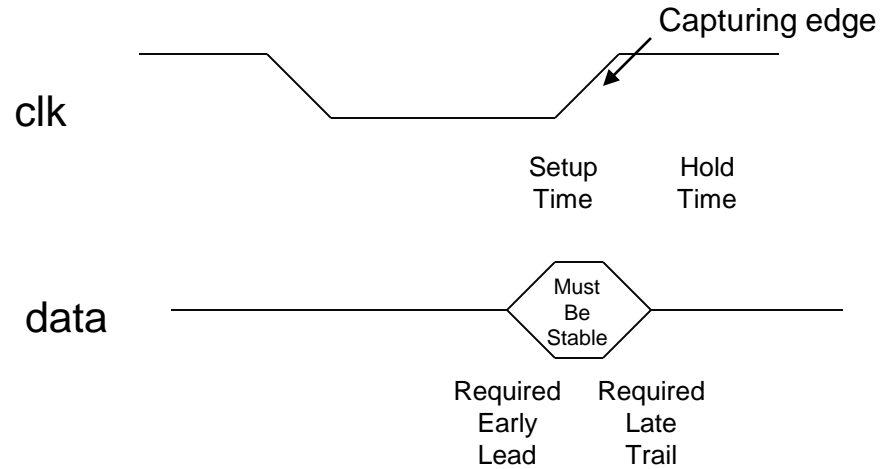 Capturing edge
clk
Setup
Time
Hold
Time
data
Must
Be
Stable
Required
Early
Lead
Required
Late
Trail